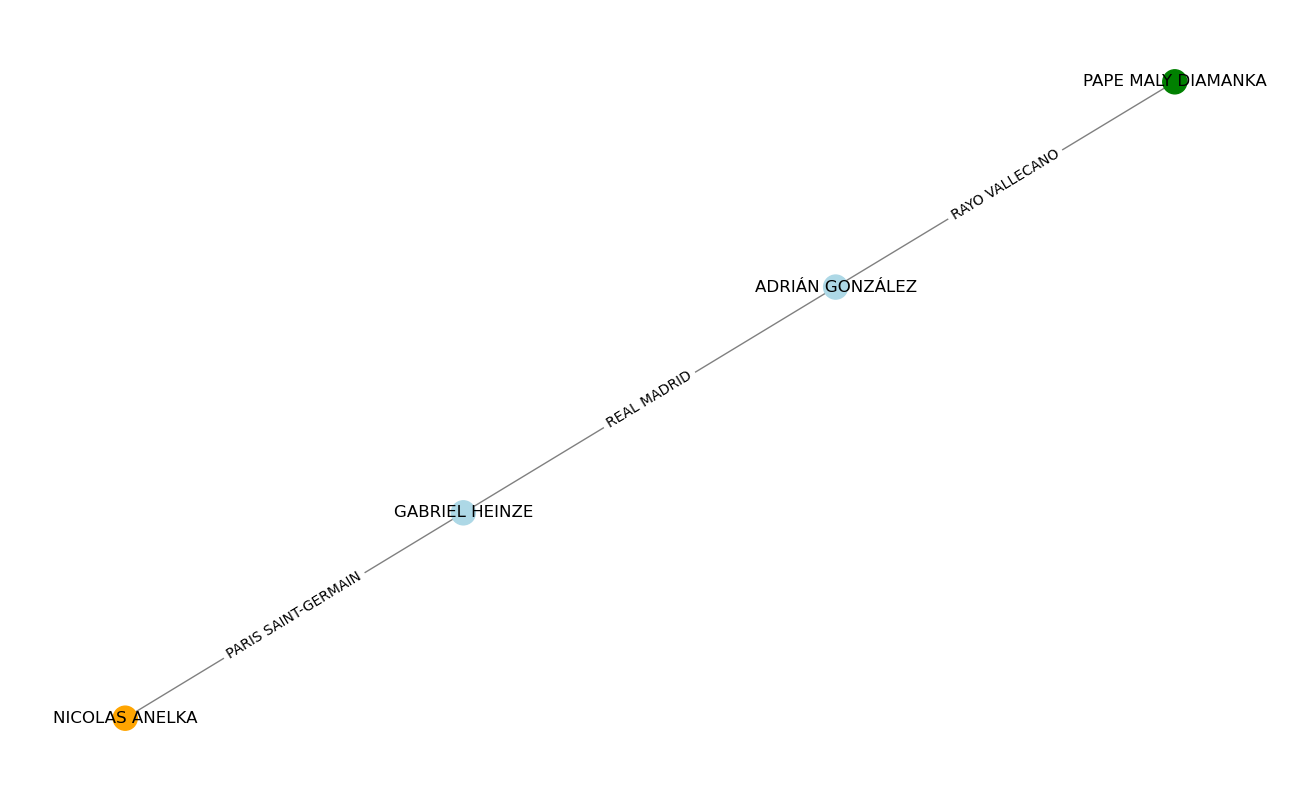 PAPE MALY DIAMANKA
RAYO VALLECANO
ADRIÁN GONZÁLEZ
REAL MADRID
GABRIEL HEINZE
PARIS SAINT-GERMAIN
NICOLAS ANELKA